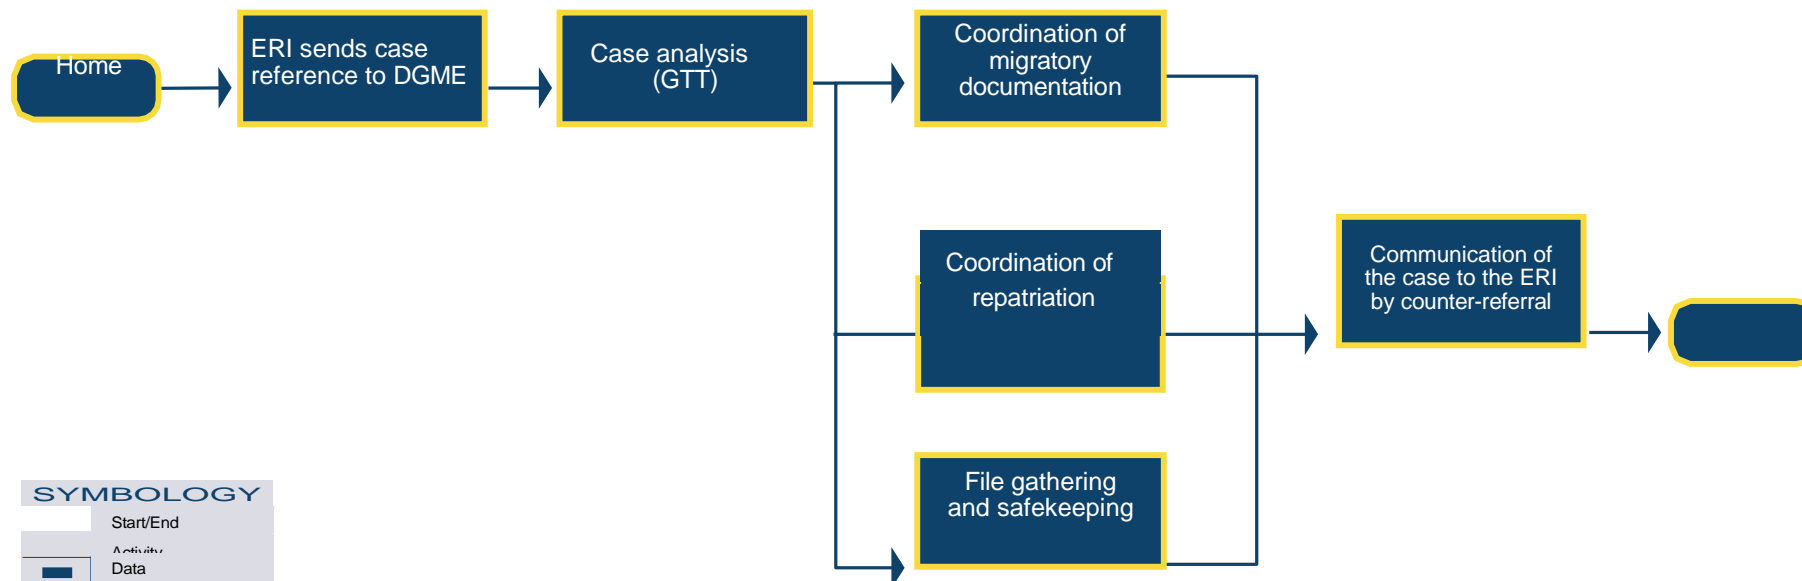 Home
ERI sends case
reference to DGME
Case analysis
(GTT)
Coordination of
migratory
documentation
Coordination of
repatriation
File gathering
and safekeeping
Communication of
the case to the ERI
by counter-referral
SYMBOLOGY
Start/End
Activity
Data